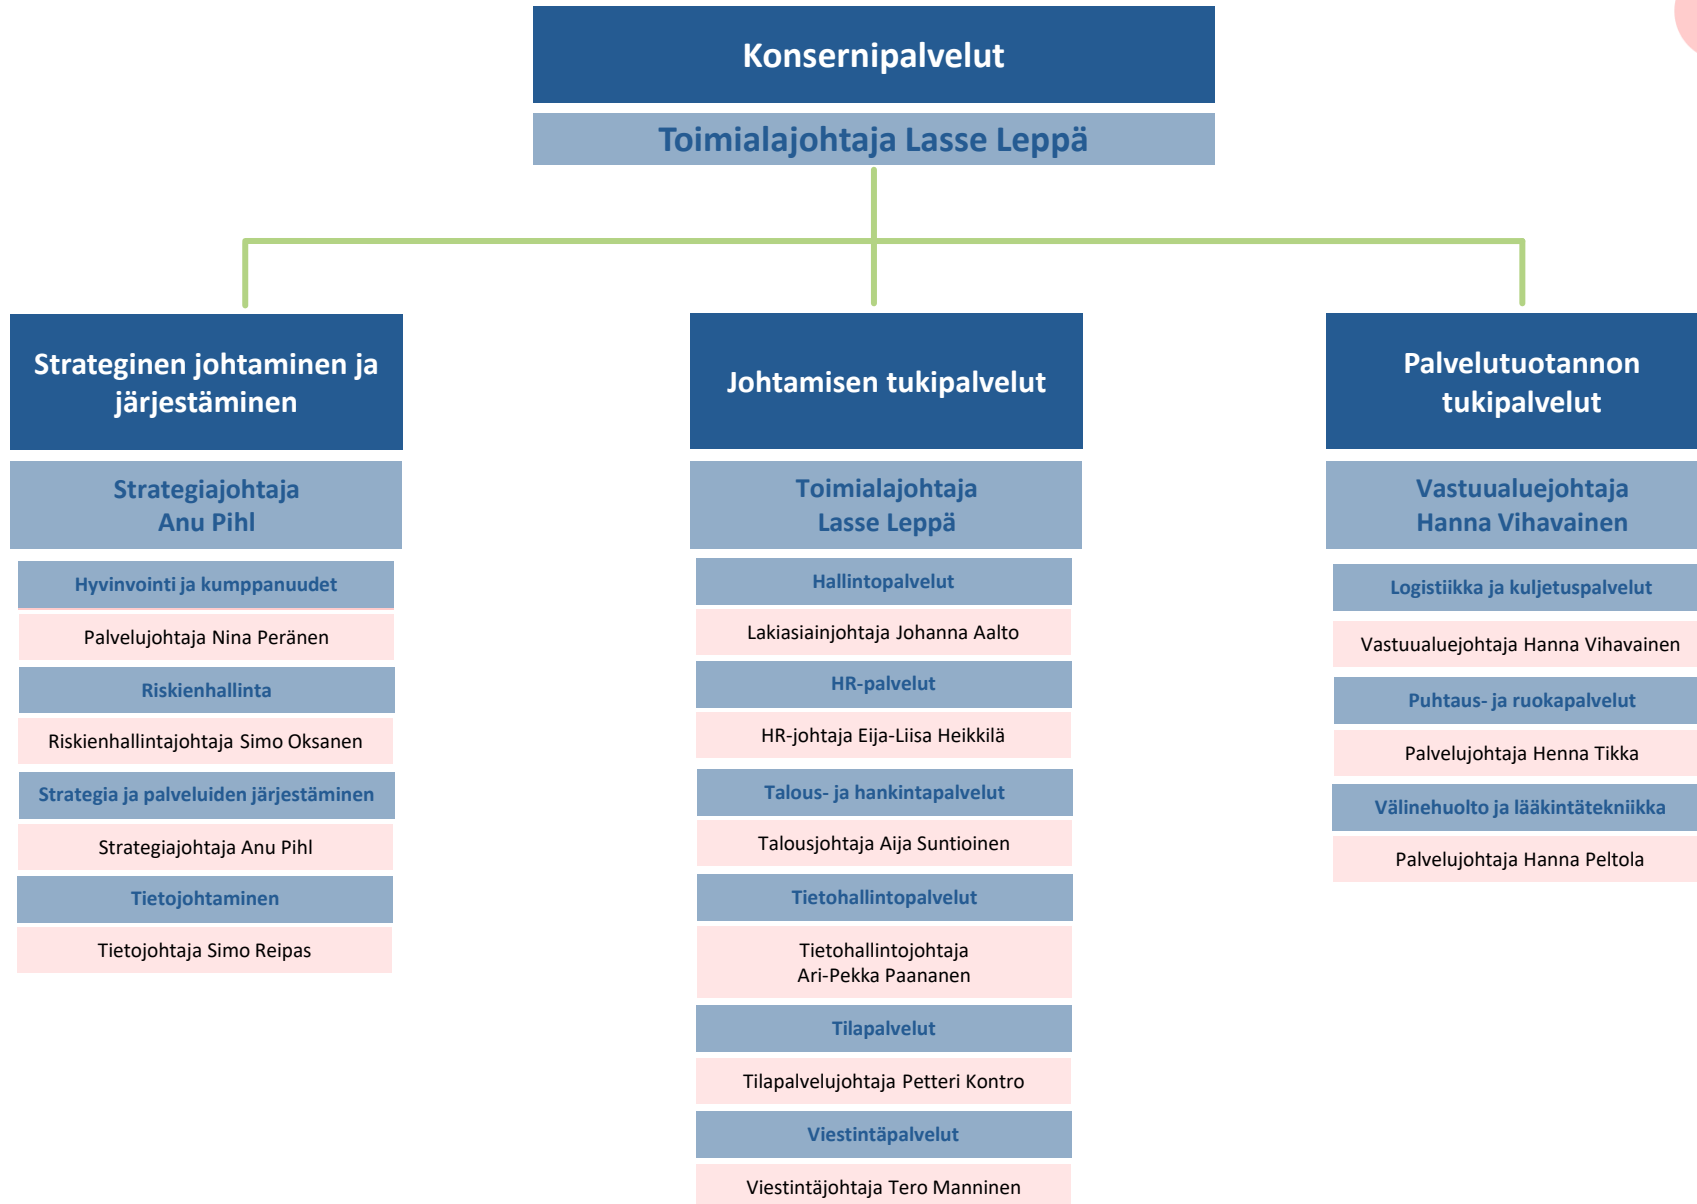 Konsernipalvelut
Toimialajohtaja Lasse Leppä
Strateginen johtaminen ja
järjestäminen
Strategiajohtaja
Anu Pihl
Hyvinvointi ja kumppanuudet
Palvelujohtaja Nina Peränen
Riskienhallinta
Riskienhallintajohtaja Simo Oksanen
Strategia ja palveluiden järjestäminen
Strategiajohtaja Anu Pihl
Tietojohtaminen
Tietojohtaja Simo Reipas
Johtamisen tukipalvelut
Toimialajohtaja
Lasse Leppä
Hallintopalvelut
Lakiasiainjohtaja Johanna Aalto
HR-palvelut
HR-johtaja Eija-Liisa Heikkilä
Talous- ja hankintapalvelut
Talousjohtaja Aija Suntioinen
Tietohallintopalvelut
Tietohallintojohtaja
Ari-Pekka Paananen
Tilapalvelut
Tilapalvelujohtaja Petteri Kontro
Viestintäpalvelut
Viestintäjohtaja Tero Manninen
Palvelutuotannon
tukipalvelut
Vastuualuejohtaja
Hanna Vihavainen
Logistiikka ja kuljetuspalvelut
Vastuualuejohtaja Hanna Vihavainen
Puhtaus- ja ruokapalvelut
Palvelujohtaja Henna Tikka
Välinehuolto ja lääkintätekniikka
Palvelujohtaja Hanna Peltola